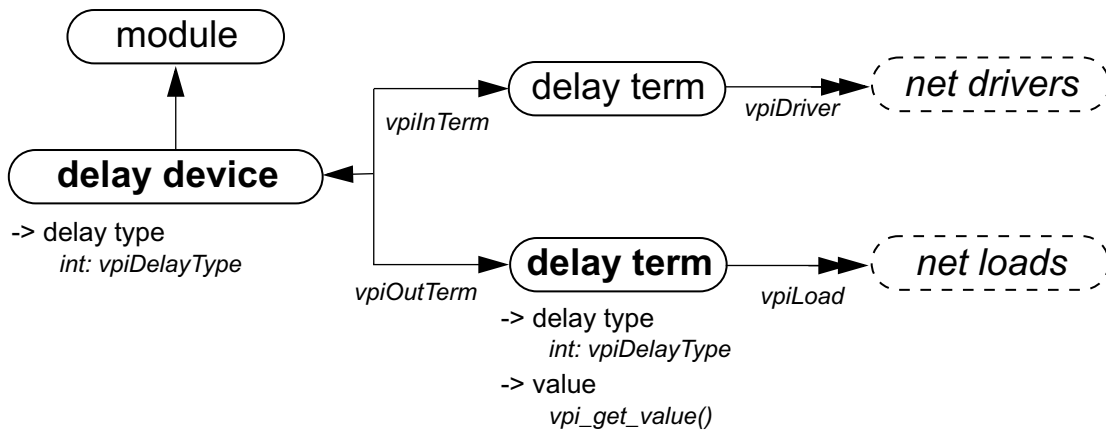 module
delay term
net drivers
vpiInTerm
vpiDriver
delay device
-> delay type
int: vpiDelayType
delay term
net loads
vpiOutTerm
vpiLoad
-> delay type
int: vpiDelayType
-> value
vpi_get_value()